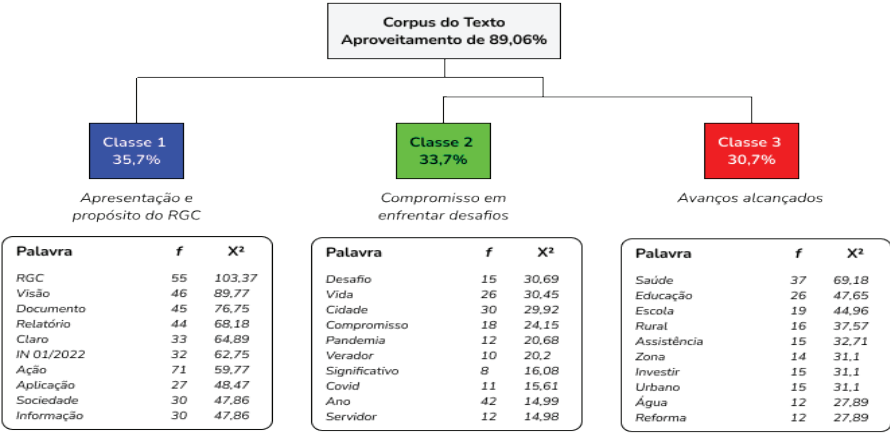 Corpus do Texto
Aproveitamento de 89,06%
Classe 1
35,7%
Classe 2
33,7%
Classe 3
30,7%
Apresentação e
propósito do RGC
Compromisso em
enfrentar desafios
Avanços alcançados
Palavra f X²
RGC 55 103,37
Visão 46 89,77
Documento 45 76,75
Relatório 44 68,18
Claro 33 64,89
IN 01/2022 32 62,75
Ação 71 59,77
Aplicação 27 48,47
Sociedade 30 47,86
Informação 30 47,86
Palavra f X²
Desafio 15 30,69
Vida 26 30,45
Cidade 30 29,92
Compromisso 18 24,15
Pandemia 12 20,68
Verador 10 20,2
Significativo 8 16,08
Covid 11 15,61
Ano 42 14,99
Servidor 12 14,98
Palavra f X²
Saúde 37 69,18
Educação 26 47,65
Escola 19 44,96
Rural 16 37,57
Assistência 15 32,71
Zona 14 31,1
Investir 15 31,1
Urbano 15 31,1
Água 12 27,89
Reforma 12 27,89